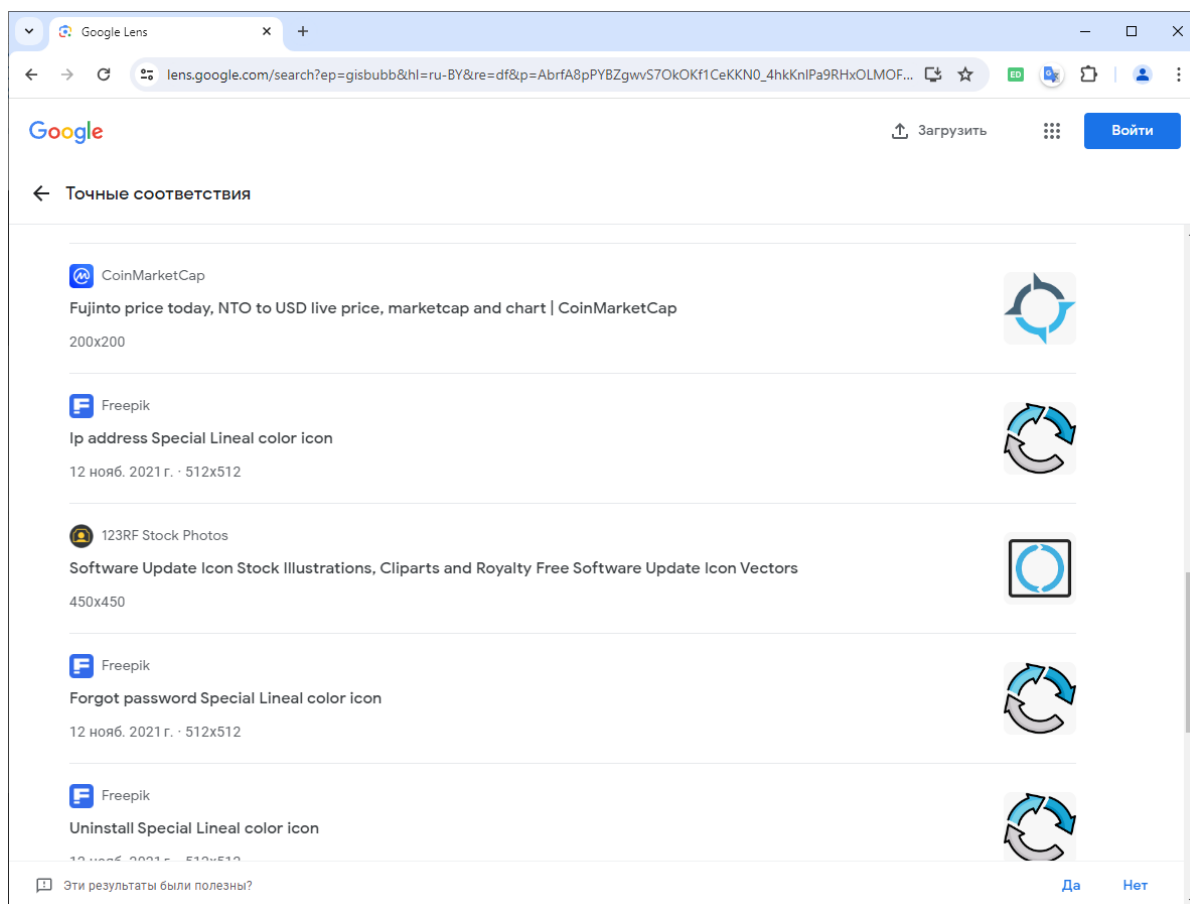 Google Lens
lens.google.com/search?ep=gisbubb&hl=ru-BY&re=df&p=AbrfA8pPYBZgwvS7OkOKf1CeKKN0_4hkKnlPa9RHxOLMOF...
ED
Google
Загрузить
Войти
Точные соответствия
CoinMarketCap
Fujinto price today, NTO to USD live price, marketcap and chart | CoinMarketCap
200x200
Freepik
Ip address Special Lineal color icon
12 нояб. 2021 г. · 512x512
123RF Stock Photos
Software Update Icon Stock Illustrations, Cliparts and Royalty Free Software Update Icon Vectors
450x450
Freepik
Forgot password Special Lineal color icon
12 нояб. 2021 г. · 512x512
Freepik
Uninstall Special Lineal color icon
12 нояб. 2021 г. · 512x512
Эти результаты были полезны?
Да
Нет